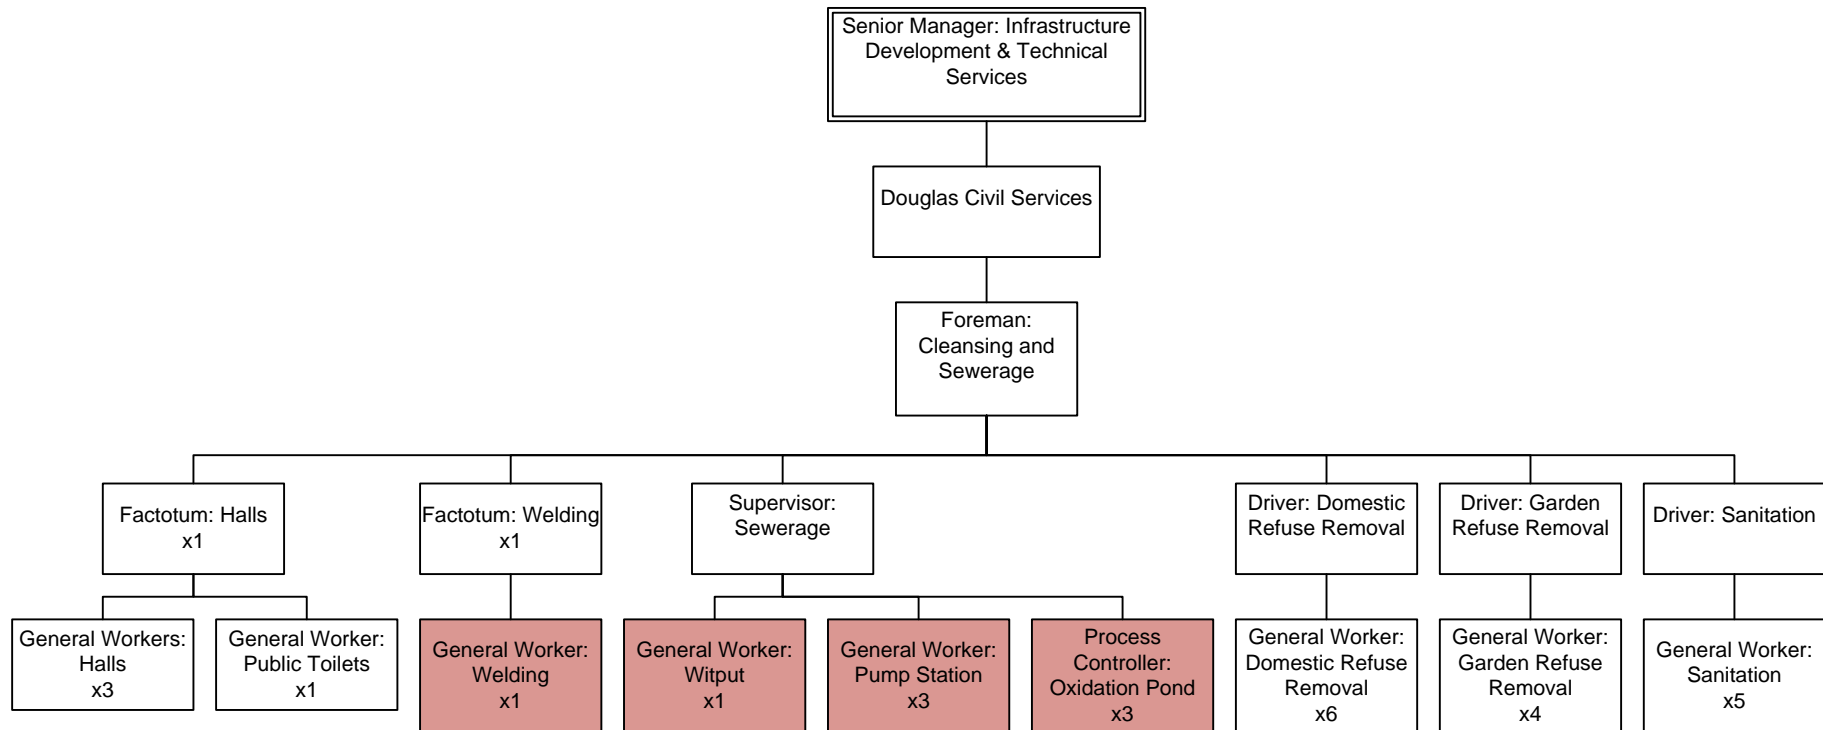 Senior Manager: Infrastructure
Development & Technical
Services
Douglas Civil Services
Foreman:
Cleansing and
Sewerage
Factotum: Halls
x1
Factotum: Welding
x1
Supervisor:
Sewerage
Driver: Domestic
Refuse Removal
Driver: Garden
Refuse Removal
Driver: Sanitation
General Workers:
Halls
x3
General Worker:
Public Toilets
x1
General Worker:
Welding
x1
General Worker:
Witput
x1
General Worker:
Pump Station
x3
Process
Controller:
Oxidation Pond
x3
General Worker:
Domestic Refuse
Removal
x6
General Worker:
Garden Refuse
Removal
x4
General Worker:
Sanitation
x5